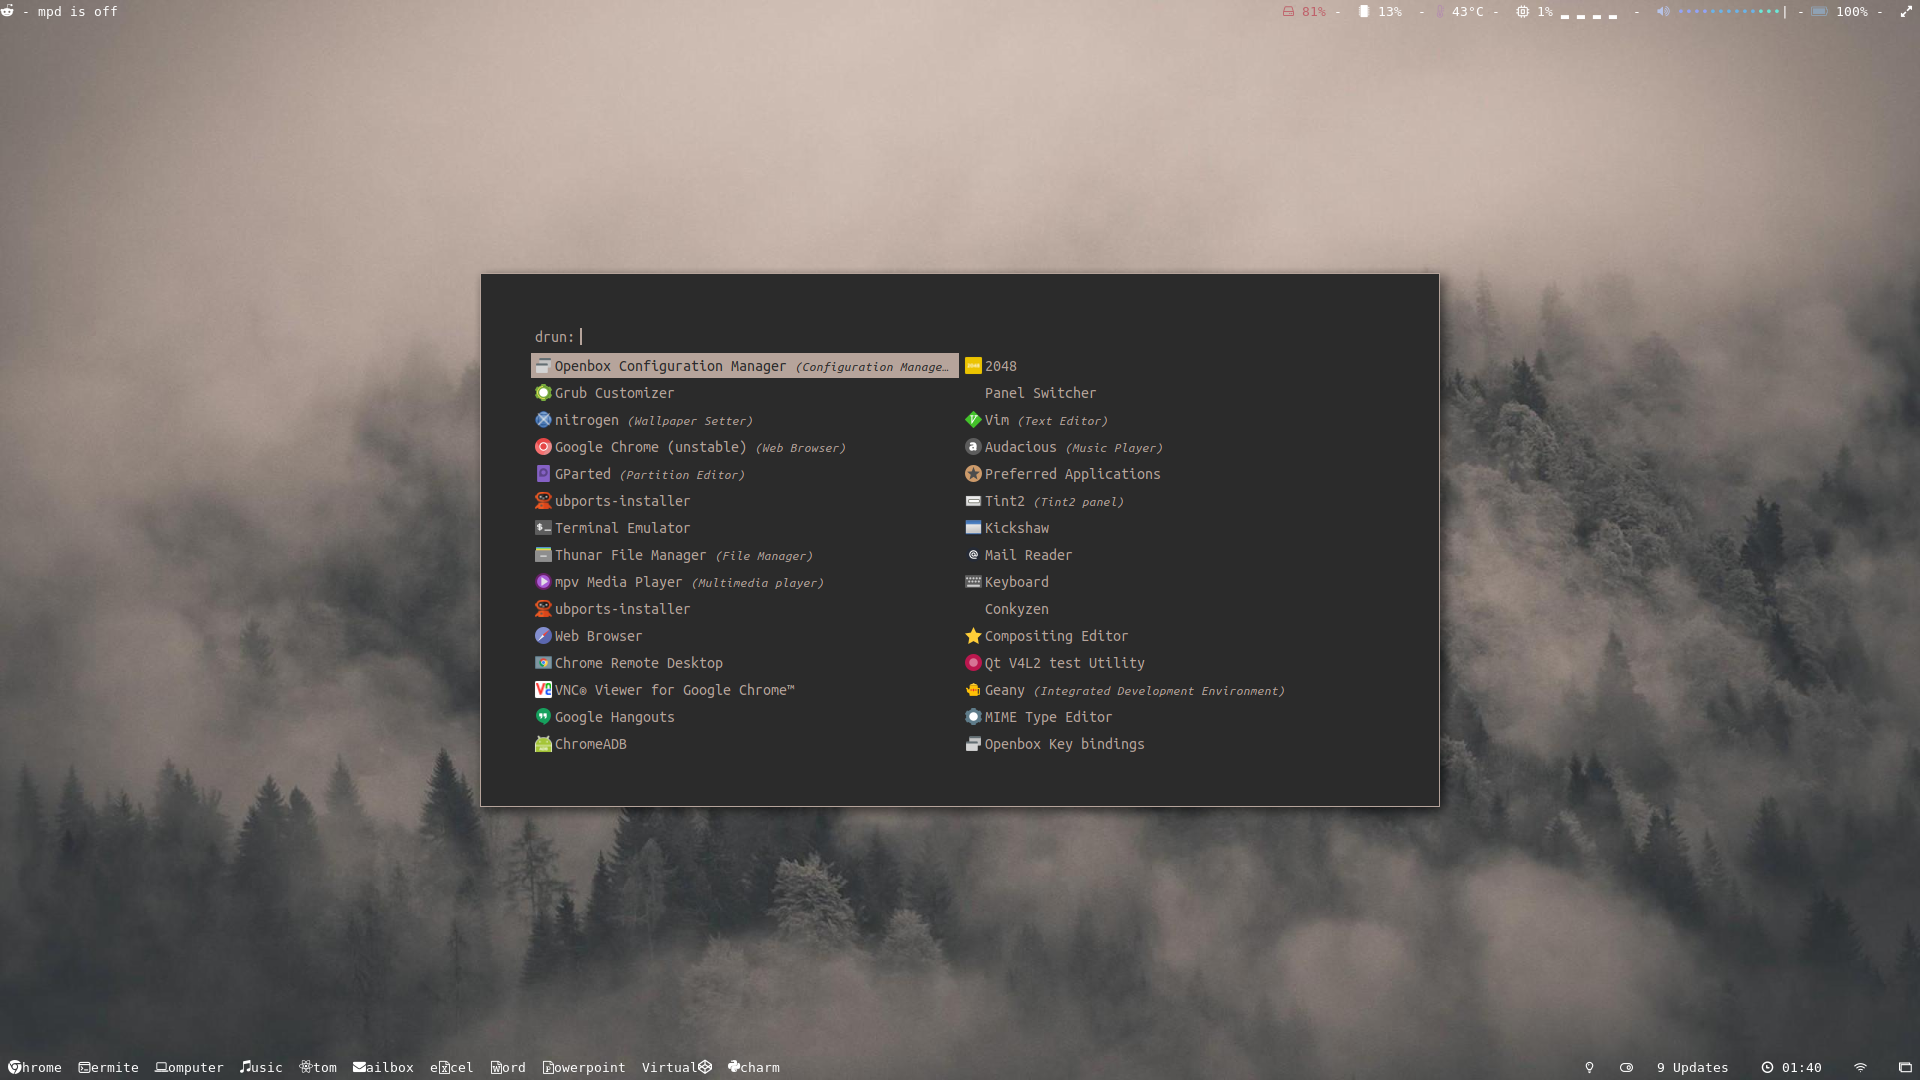 - mpd is off
81% - 13% - 43°C - 1% - | - 100% -
drun:
Openbox Configuration Manager (Configuration Manage…
Grub Customizer
nitrogen (Wallpaper Setter)
Google Chrome (unstable) (Web Browser)
GParted (Partition Editor)
ubports-installer
Terminal Emulator
Thunar File Manager (File Manager)
mpv Media Player (Multimedia player)
ubports-installer
Web Browser
Chrome Remote Desktop
VNC® Viewer for Google Chrome™
Google Hangouts
ChromeADB
2048
Panel Switcher
Vim (Text Editor)
Audacious (Music Player)
Preferred Applications
Tint2 (Tint2 panel)
Kickshaw
Mail Reader
Keyboard
Conkyzen
Compositing Editor
Qt V4L2 test Utility
Geany (Integrated Development Environment)
MIME Type Editor
Openbox Key bindings
hrome ermite omputer usic tom ailbox excel word powerpoint Virtual charm
9 Updates 01:40